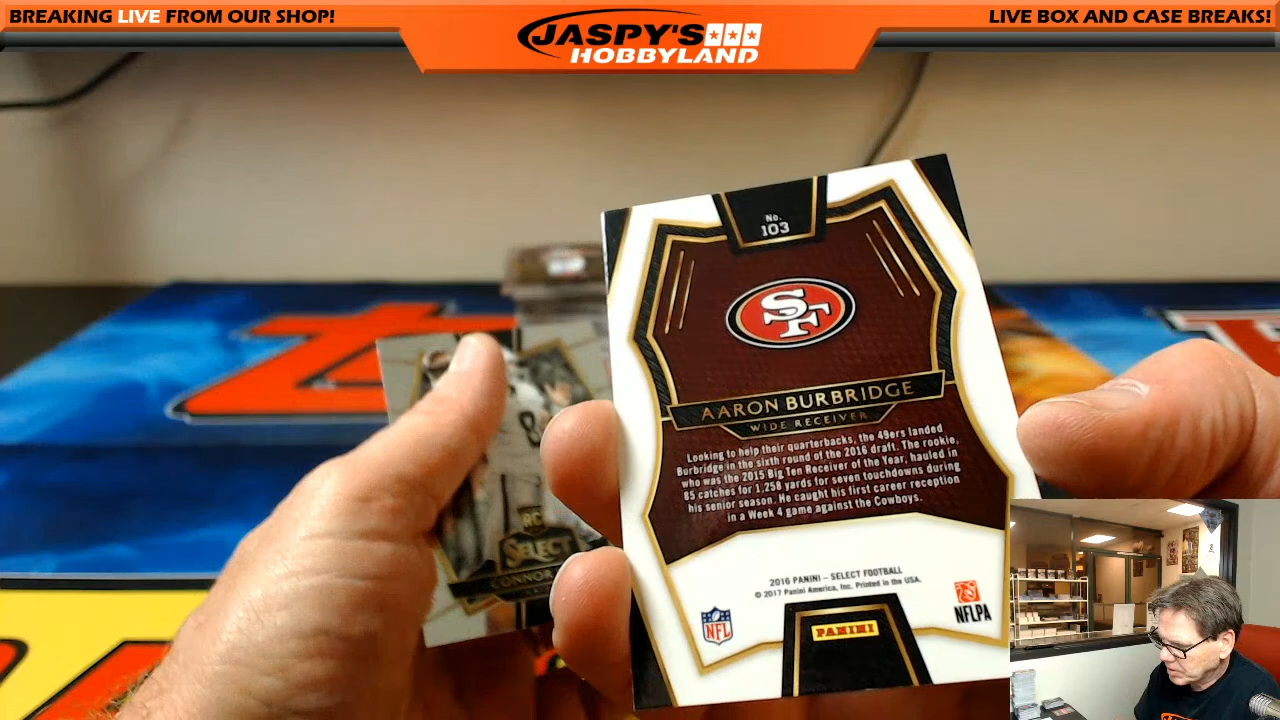 BREAKING LIVE FROM OUR SHOP!
JASPY'S
HOBBYLAND
LIVE BOX AND CASE BREAKS!
No.
103
SF
AARON BURBRIDGE
WIDE RECEIVER
Looking to help their quarterbacks, the 49ers landed
Burbridge in the sixth round of the 2016 draft. The rookie,
who was the 2015 Big Ten Receiver of the Year, hauled in
85 catches for 1,258 yards for seven touchdowns during
his senior season. He caught his first career reception
in a Week 4 game against the Cowboys.
2016 PANINI – SELECT FOOTBALL
© 2017 Panini America, Inc. Printed in the USA.
NFL
PANINI
NFLPA
8
RC
SELECT
CONNOR